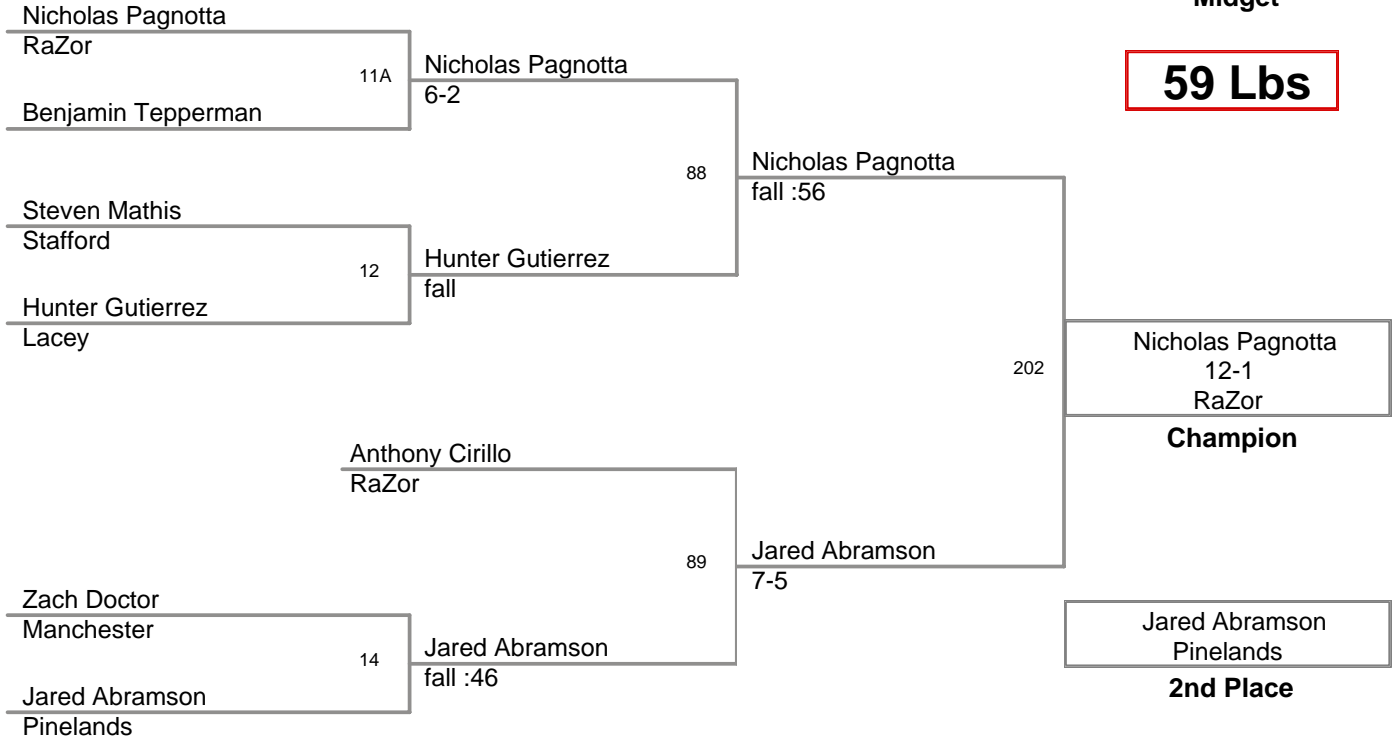 Midget
59 Lbs
Nicholas Pagnotta
RaZor
11A
Benjamin Tepperman
Nicholas Pagnotta
6-2
Steven Mathis
Stafford
12
Hunter Gutierrez
Lacey
Hunter Gutierrez
fall
88
Nicholas Pagnotta
fall :56
Anthony Cirillo
RaZor
Zach Doctor
Manchester
14
Jared Abramson
Pinelands
Jared Abramson
fall :46
89
Jared Abramson
7-5
202
Nicholas Pagnotta
12-1
RaZor
Champion
Jared Abramson
Pinelands
2nd Place